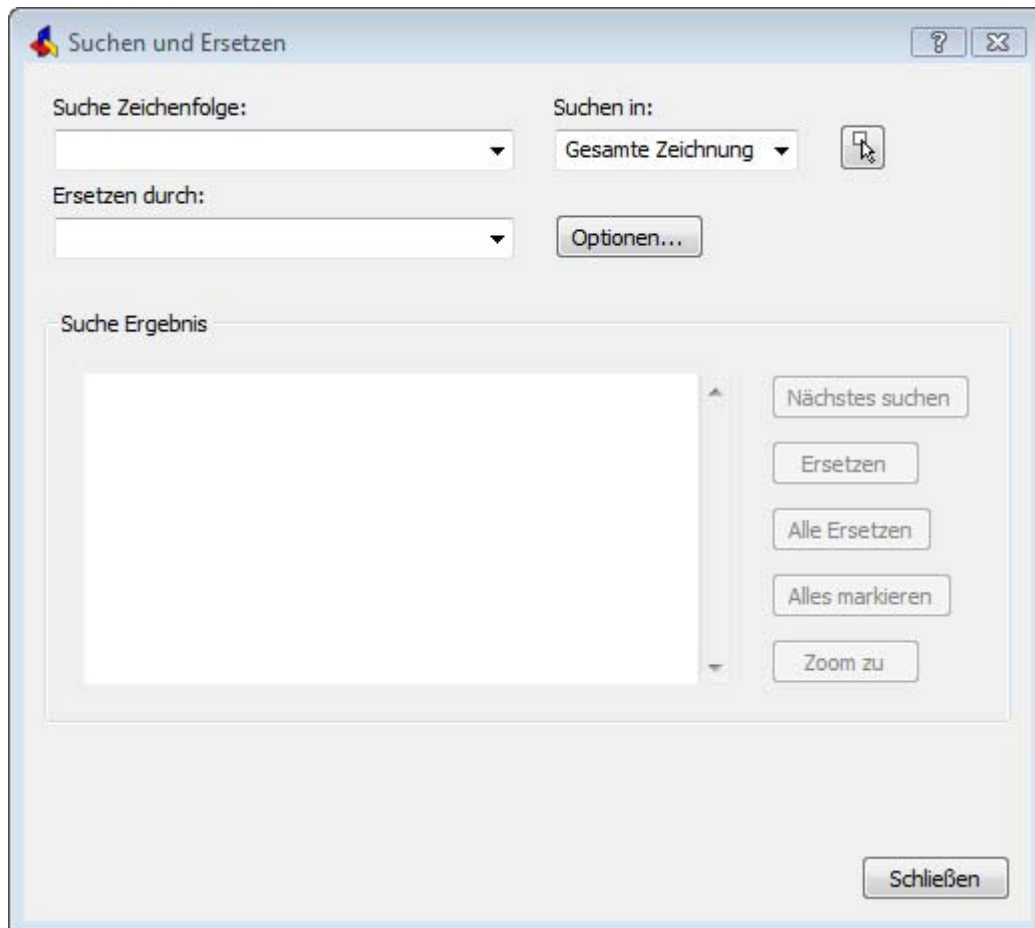 Suchen und Ersetzen
Suche Zeichenfolge:
Suchen in:
Gesamte Zeichnung
Ersetzen durch:
Optionen...
Suche Ergebnis
Nächstes suchen
Ersetzen
Alle Ersetzen
Alles markieren
Zoom zu
Schließen